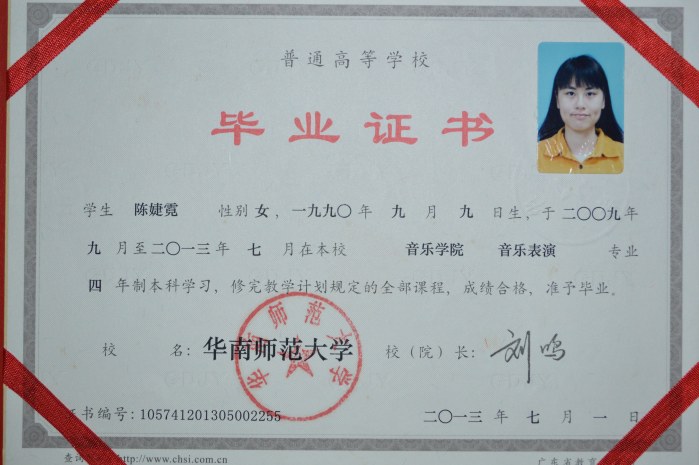 普通高等学校
毕业证书
学生 陈婕霓 性别 女，一九九〇年 九 月 九 日生，于二〇〇九年
九 月至二〇一三年 七 月在本校 音乐学院 音乐表演 专业
四 年制本科学习，修完教学计划规定的全部课程，成绩合格，准予毕业。
校 名：华南师范大学 校（院）长：刘鸣
华南师范大学
证书编号：105741201305002255 二〇一三 年 七 月 一 日
查询 http://www.chsi.com.cn 广东省教育